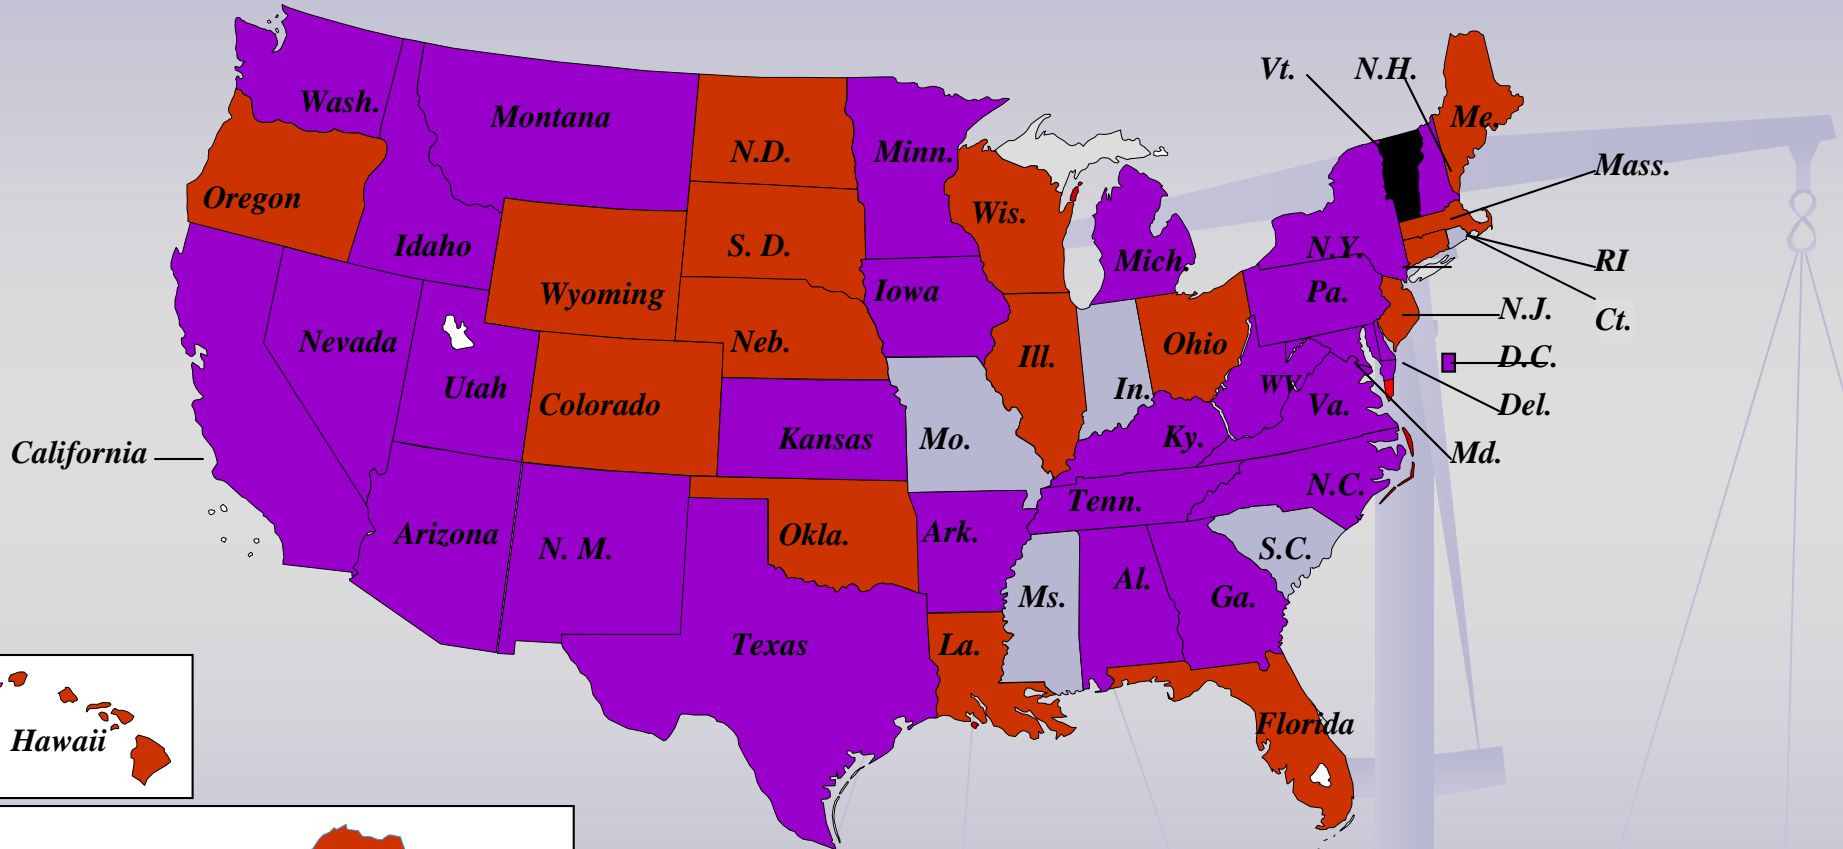 Vt.
N.H.
Wash.
Montana
Me.
N.D.
Minn.
Mass.
Oregon
Wis.
Idaho
S. D.
Mich.
N.Y.
RI
Wyoming
Iowa
Pa.
N.J.
Ct.
Nevada
Neb.
Ill.
Ohio
D.C.
Utah
Colorado
In.
WV
Va.
Del.
California
Kansas
Mo.
Ky.
Md.
Tenn.
N.C.
Arizona
N. M.
Okla.
Ark.
S.C.
Ms.
Al.
Ga.
Texas
La.
Hawaii
Florida